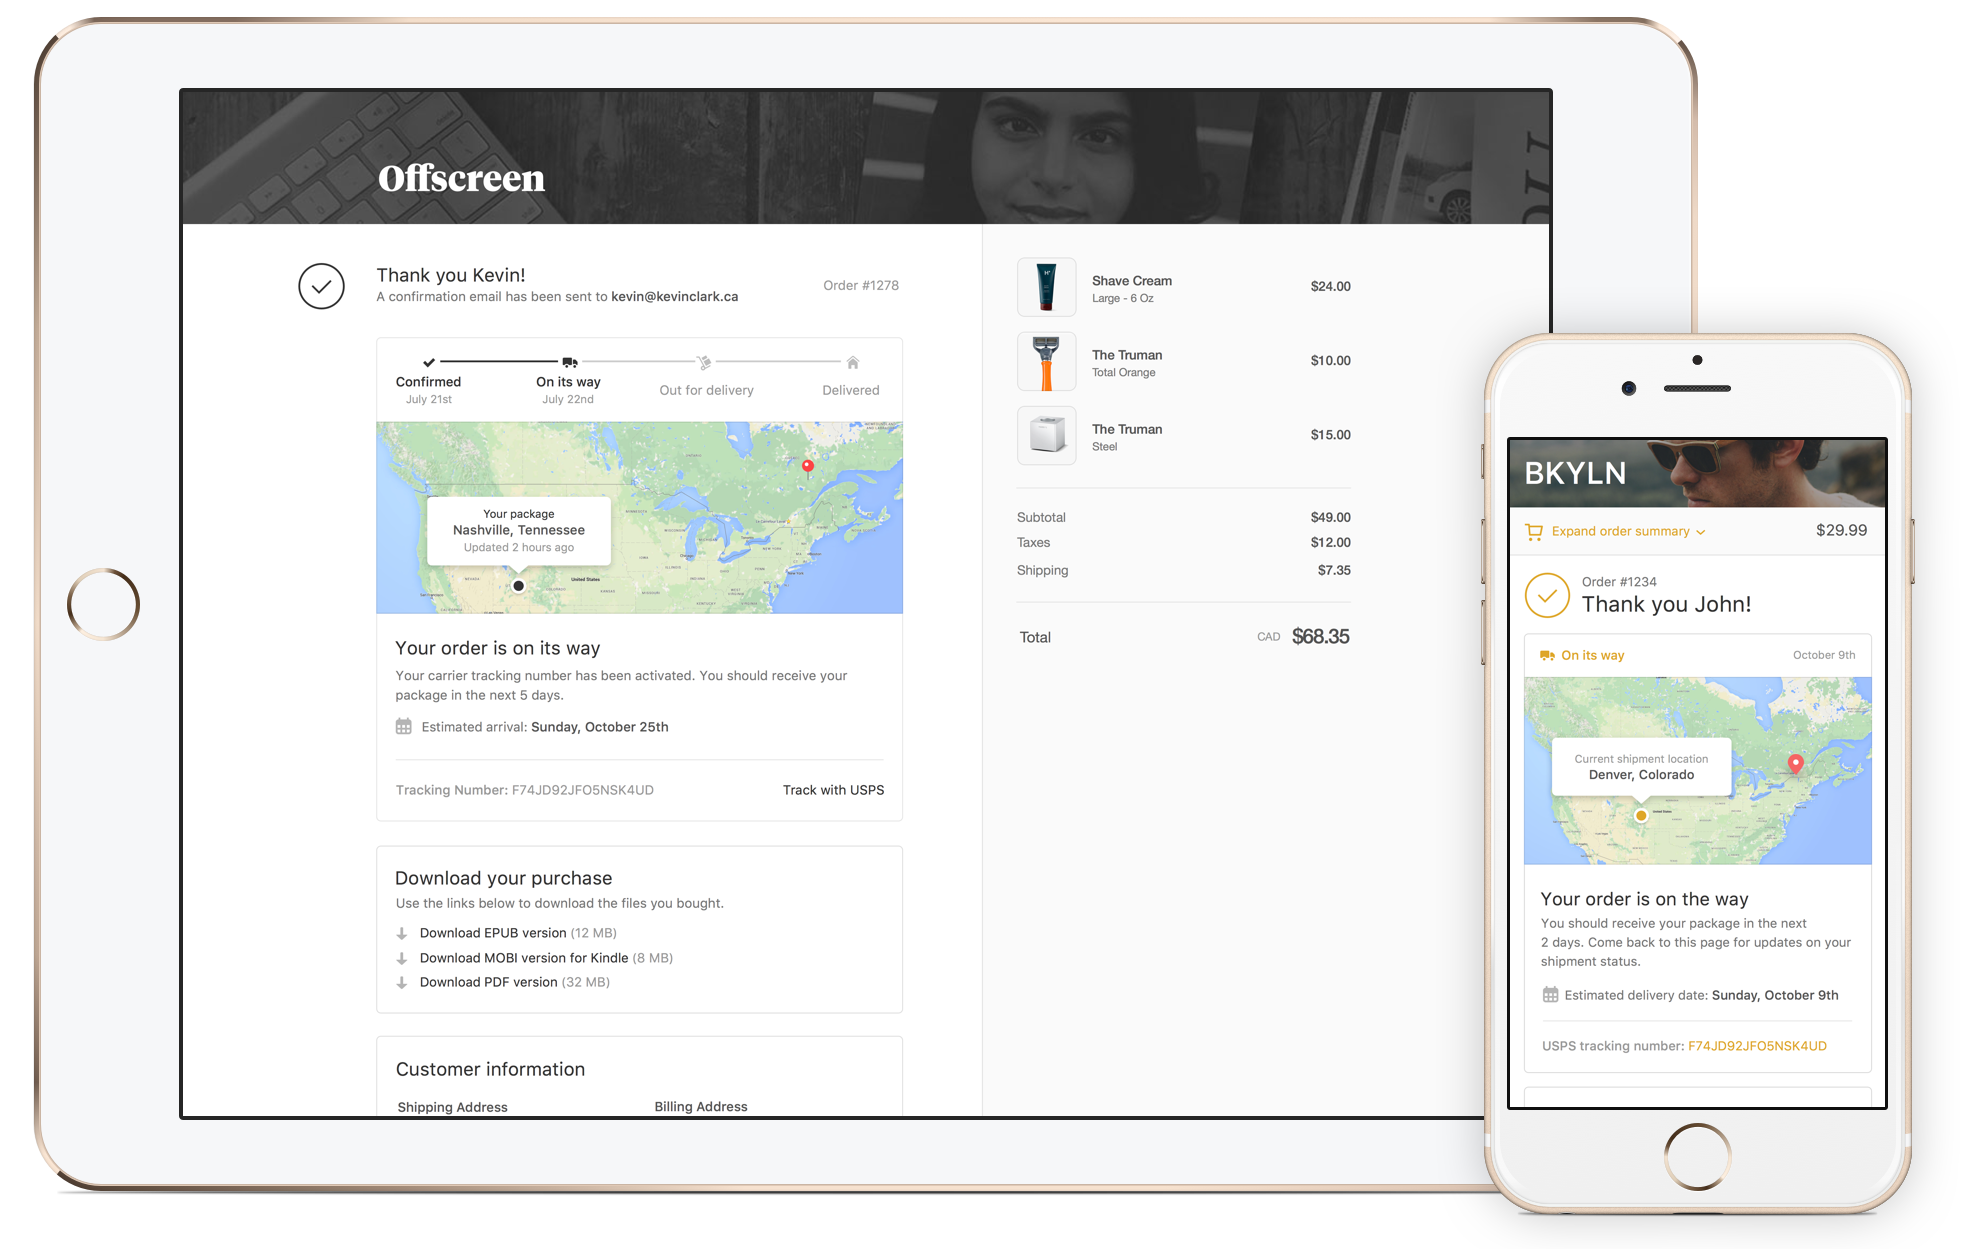 Offscreen
Thank you Kevin!
A confirmation email has been sent to kevin@kevinclark.ca
Order #1278
Confirmed
July 21st
On its way
July 22nd
Out for delivery
Delivered
Your package
Nashville, Tennessee
Updated 2 hours ago
United States
Your order is on its way
Your carrier tracking number has been activated. You should receive your
package in the next 5 days.
Estimated arrival: Sunday, October 25th
Tracking Number: F74JD92JFO5NSK4UD
Track with USPS
Download your purchase
Use the links below to download the files you bought.
Download EPUB version (12 MB)
Download MOBI version for Kindle (8 MB)
Download PDF version (32 MB)
Customer information
Shipping Address
Billing Address
Shave Cream
Large - 6 Oz
$24.00
The Truman
Total Orange
$10.00
The Truman
Steel
$15.00
Subtotal
$49.00
Taxes
$12.00
Shipping
$7.35
Total
CAD $68.35
BKYLN
Expand order summary
$29.99
Order #1234
Thank you John!
On its way
October 9th
Current shipment location
Denver, Colorado
Your order is on the way
You should receive your package in the next
2 days. Come back to this page for updates on your
shipment status.
Estimated delivery date: Sunday, October 9th
USPS tracking number: F74JD92JFO5NSK4UD